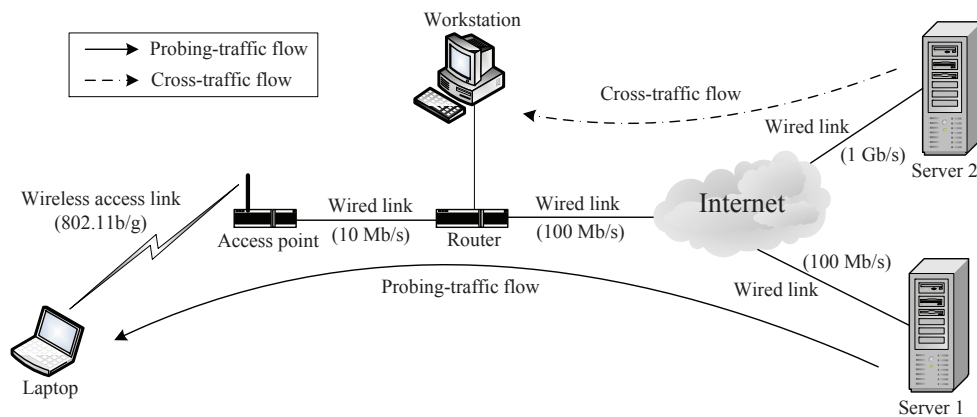 Workstation
Probing-traffic flow
Cross-traffic flow
Cross-traffic flow
Wired link
(1 Gb/s)
Server 2
Wireless access link
(802.11b/g)
Wired link
(10 Mb/s)
Access point
Router
Wired link
(100 Mb/s)
Internet
(100 Mb/s)
Wired link
Probing-traffic flow
Laptop
Server 1